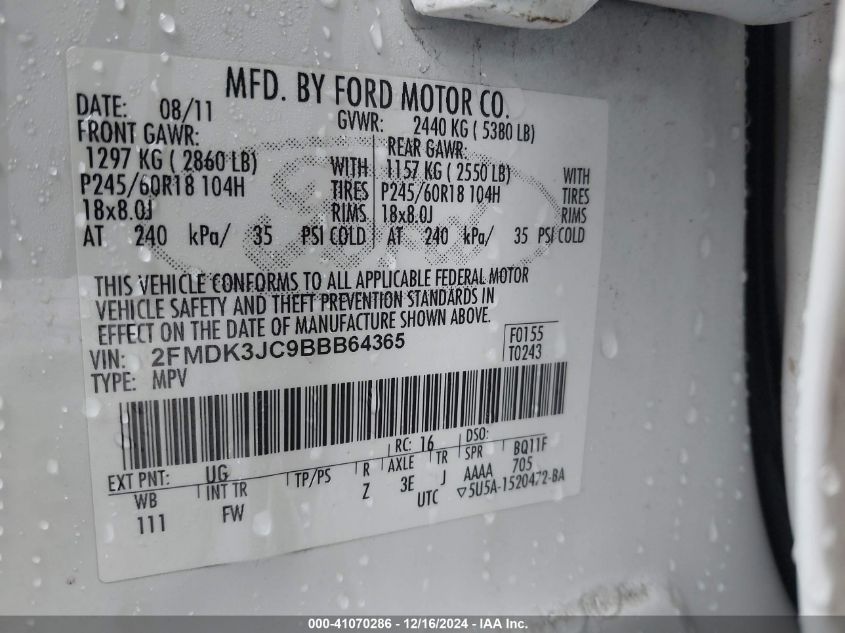 MFD. BY FORD MOTOR CO.
DATE: 08/11 GVWR: 2440 KG ( 5380 LB)
FRONT GAWR: REAR GAWR:
1297 KG ( 2860 LB) WITH 1157 KG ( 2550 LB) WITH
P245/60R18 104H TIRES P245/60R18 104H TIRES
18x8.0J RIMS 18x8.0J RIMS
AT 240 kPa/ 35 PSI COLD AT 240 kPa/ 35 PSI COLD
THIS VEHICLE CONFORMS TO ALL APPLICABLE FEDERAL MOTOR
VEHICLE SAFETY AND THEFT PREVENTION STANDARDS IN
EFFECT ON THE DATE OF MANUFACTURE SHOWN ABOVE.
VIN: 2FMDK3JC9BBB64365 F0155
TYPE: MPV T0243
EXT PNT: UG RC: 16 DSO:
WB INT TR TP/PS R AXLE TR SPR BQ11F
111 FW Z 3E J AAAA 705
UTC ▽5U5A-1520472-BA
000-41070286 - 12/16/2024 - IAAI Inc.